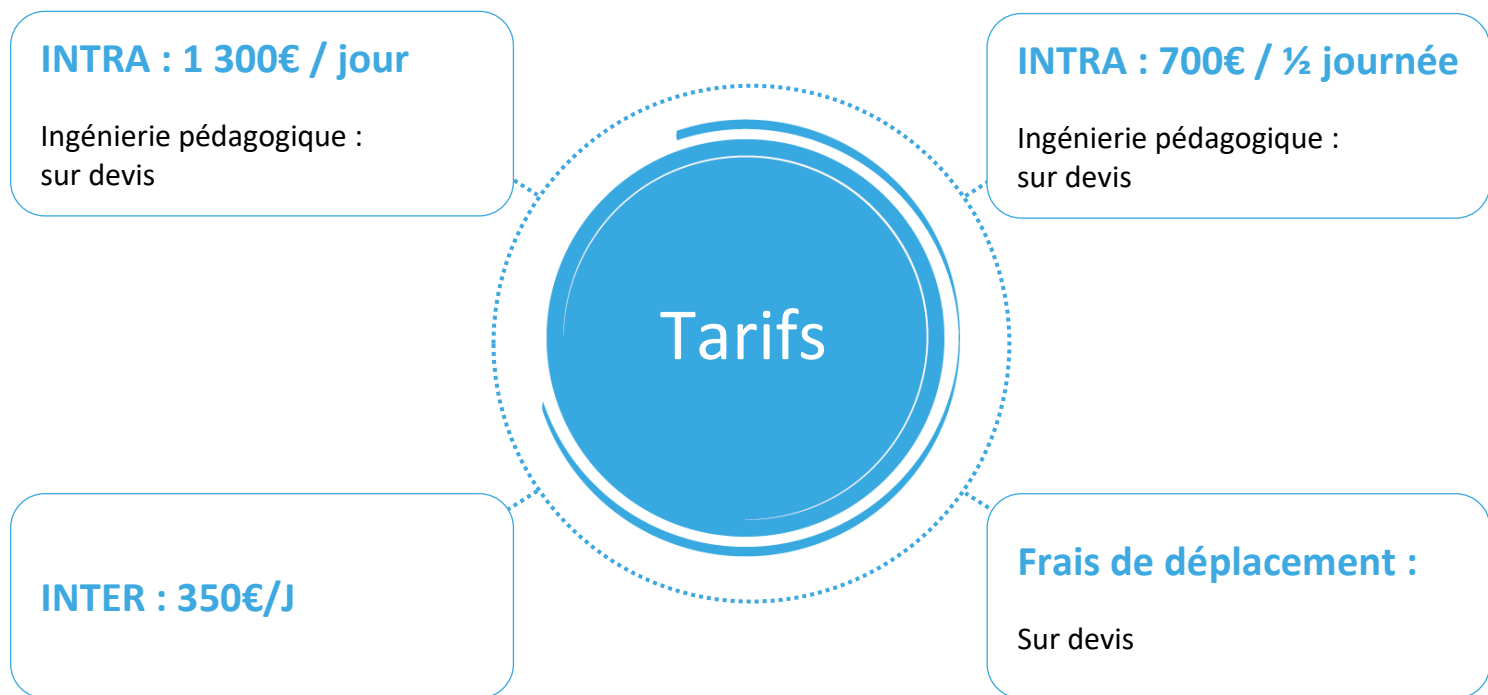 INTRA : 1 300€ / jour
Ingénierie pédagogique :
sur devis
INTRA : 700€ / ½ journée
Ingénierie pédagogique :
sur devis
Tarifs
INTER : 350€/J
Frais de déplacement :
Sur devis